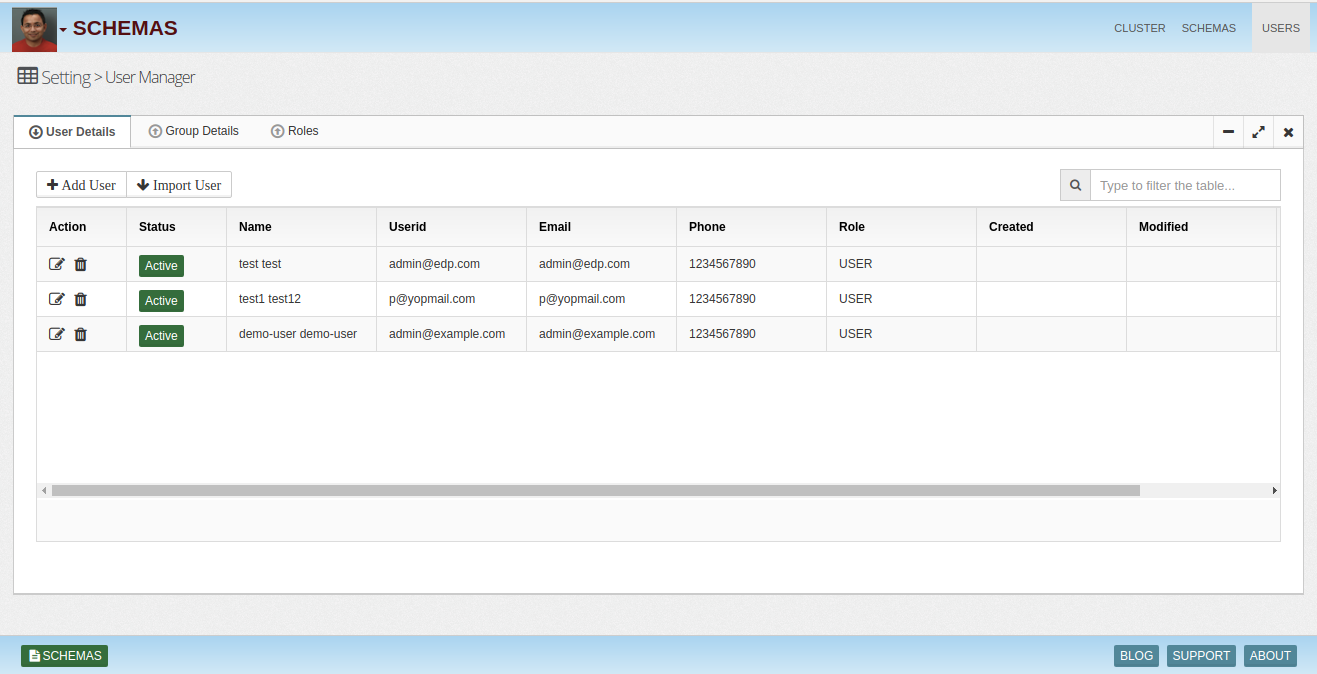 SCHEMAS CLUSTER SCHEMAS USERS
Setting > User Manager
User Details Group Details Roles
Add User Import User Type to filter the table...
Action Status Name Userid Email Phone Role Created Modified
Active test test admin@edp.com admin@edp.com 1234567890 USER
Active test1 test12 p@yopmail.com p@yopmail.com 1234567890 USER
Active demo-user demo-user admin@example.com admin@example.com 1234567890 USER
SCHEMAS BLOG SUPPORT ABOUT